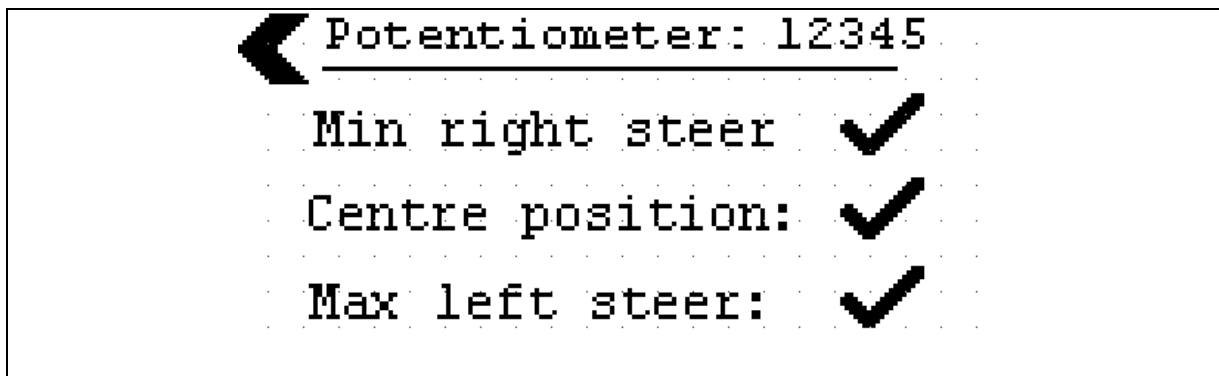 Potentiometer: 12345
Min right steer
Centre position:
Max left steer: